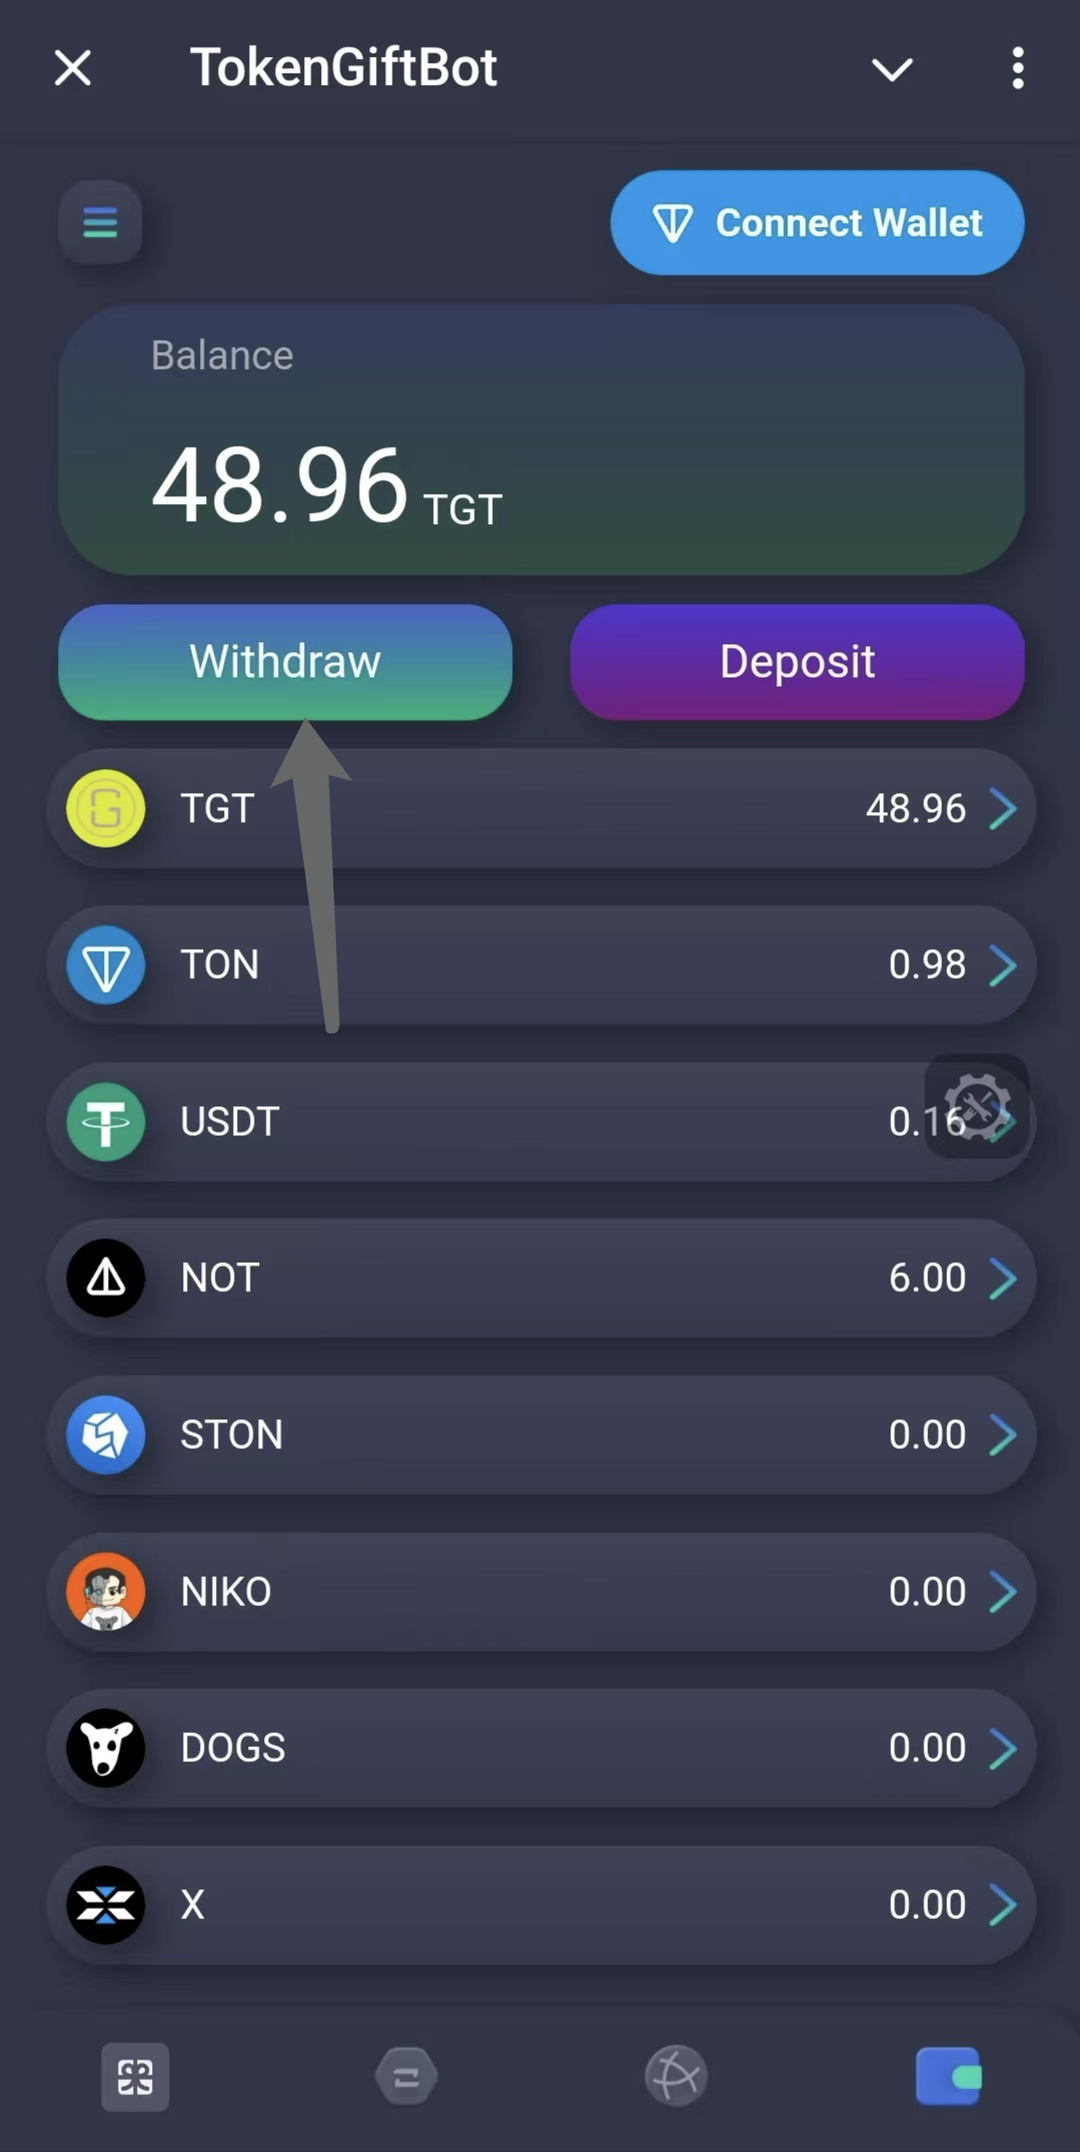 TokenGiftBot
Connect Wallet
Balance
48.96 TGT
Withdraw
Deposit
TGT
48.96
TON
0.98
USDT
0.16
NOT
6.00
STON
0.00
NIKO
0.00
DOGS
0.00
X
0.00